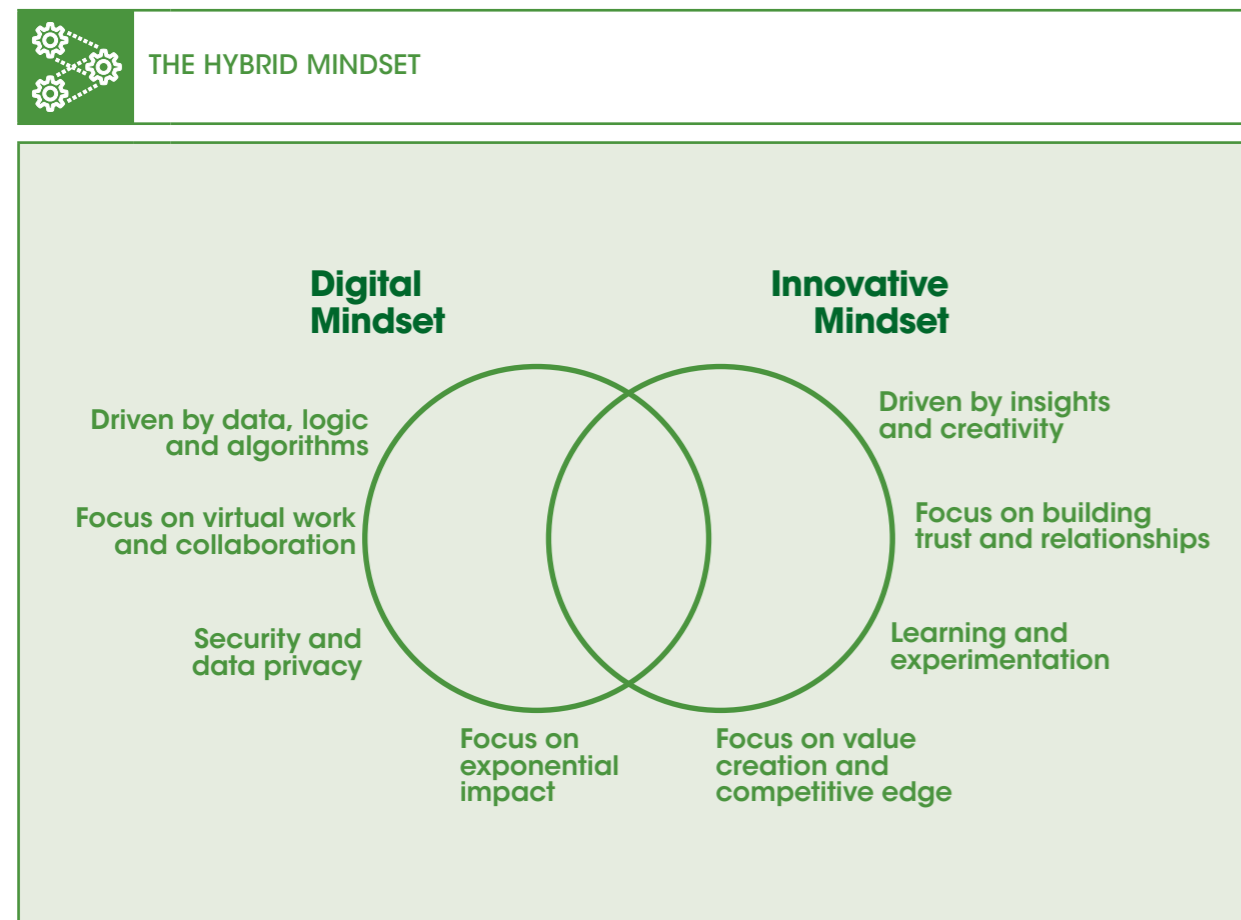 THE HYBRID MINDSET
Digital
Mindset
Innovative
Mindset
Driven by data, logic
and algorithms
Focus on virtual work
and collaboration
Security and
data privacy
Focus on
exponential
impact
Driven by insights
and creativity
Focus on building
trust and relationships
Learning and
experimentation
Focus on value
creation and
competitive edge